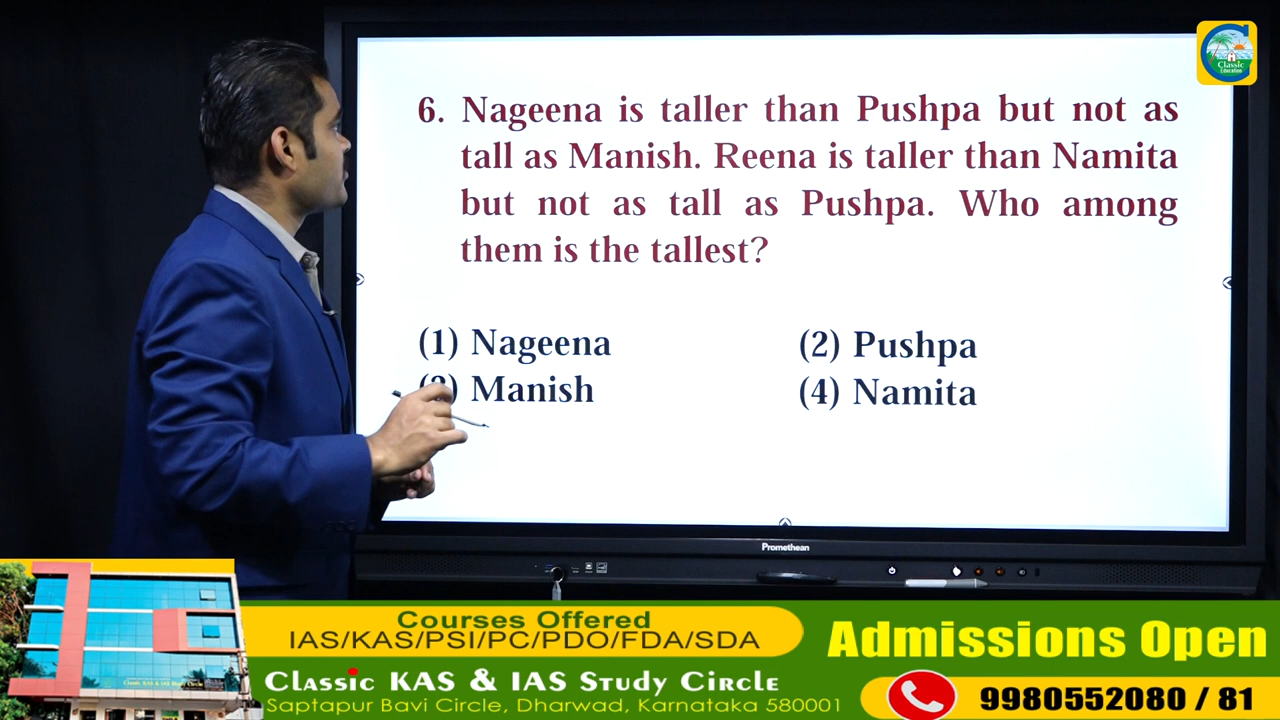 Classic
Education
6. Nageena is taller than Pushpa but not as
tall as Manish. Reena is taller than Namita
but not as tall as Pushpa. Who among
them is the tallest?
(1) Nageena (2) Pushpa
(3) Manish (4) Namita
Promethean
Courses Offered
IAS/KAS/PSI/PC/PDO/FDA/SDA
Classic KAS & IAS Study Circle
Saptapur Bavi Circle, Dharwad, Karnataka 580001
Admissions Open
9980552080 / 81